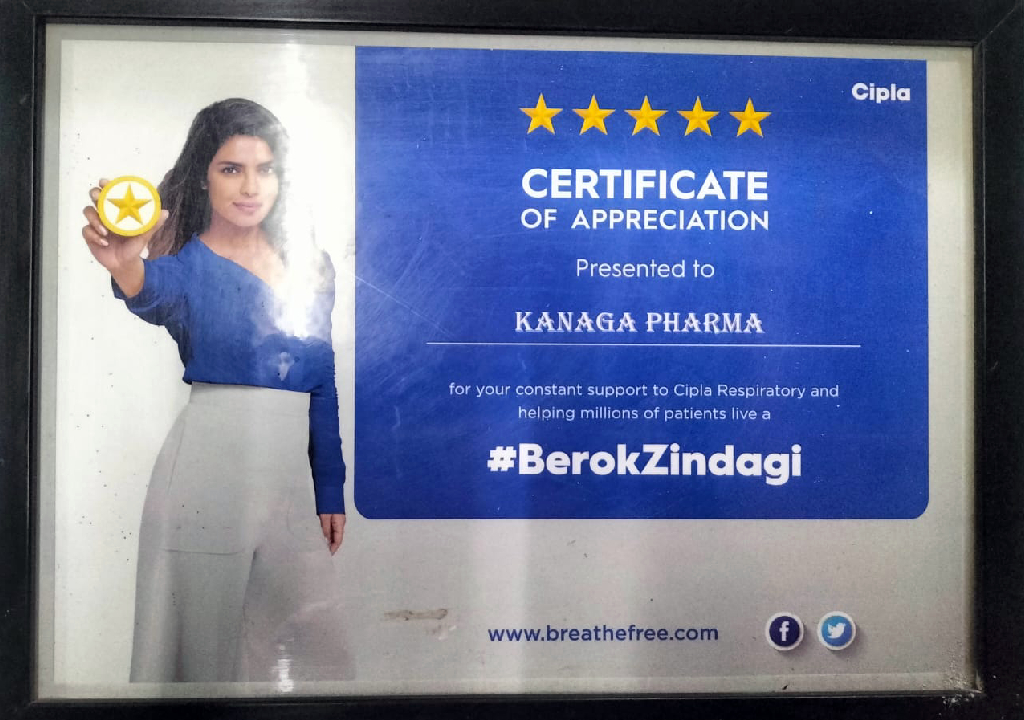 Cipla
CERTIFICATE
OF APPRECIATION
Presented to
KANAGA PHARMA
for your constant support to Cipla Respiratory and
helping millions of patients live a
#BerokZindagi
www.breathefree.com